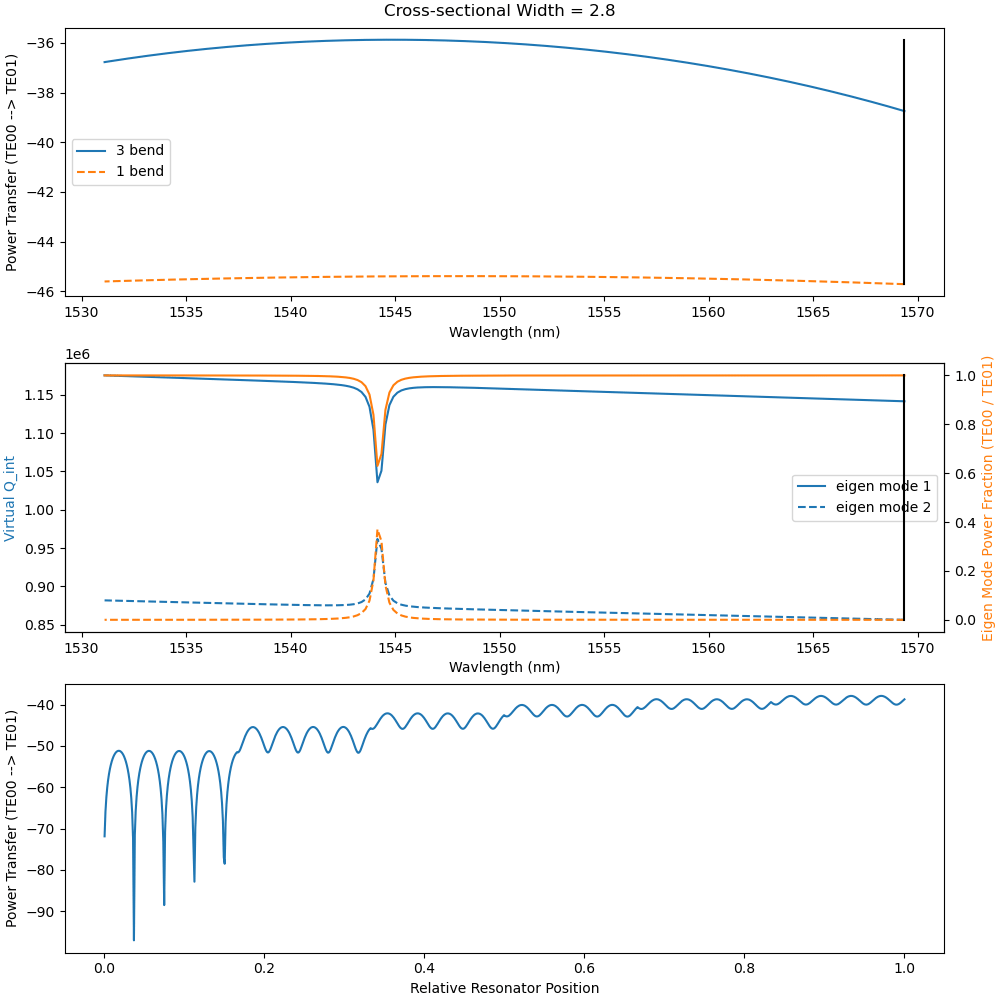 Cross-sectional Width = 2.8
Power Transfer (TE00 --> TE01)
−36
−38
−40
−42
−44
−46
3 bend
1 bend
1530 1535 1540 1545 1550 1555 1560 1565 1570
Wavlength (nm)
1e6
Virtual Q_int
1.15
1.10
1.05
1.00
0.95
0.90
0.85
eigen mode 1
eigen mode 2
1.0
0.8
0.6
0.4
0.2
0.0
Eigen Mode Power Fraction (TE00 / TE01)
1530 1535 1540 1545 1550 1555 1560 1565 1570
Wavlength (nm)
Power Transfer (TE00 --> TE01)
−40
−50
−60
−70
−80
−90
0.0 0.2 0.4 0.6 0.8 1.0
Relative Resonator Position